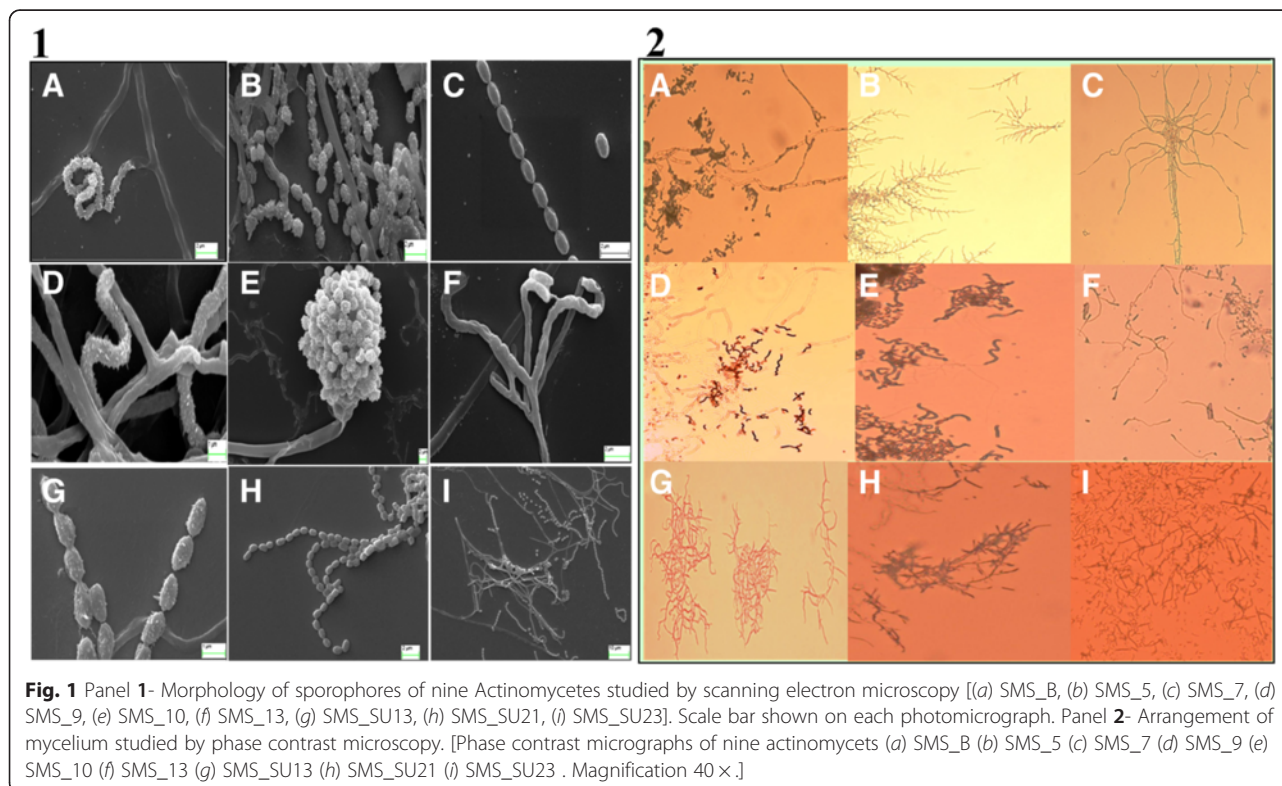 1
2
A B C
D E F
G H I
A B C
D E F
G H I
2µm
Fig. 1 Panel 1- Morphology of sporophores of nine Actinomycetes studied by scanning electron microscopy [(a) SMS_B, (b) SMS_5, (c) SMS_7, (d)
SMS_9, (e) SMS_10, (f) SMS_13, (g) SMS_SU13, (h) SMS_SU21, (i) SMS_SU23]. Scale bar shown on each photomicrograph. Panel 2- Arrangement of
mycelium studied by phase contrast microscopy. [Phase contrast micrographs of nine actinomycets (a) SMS_B (b) SMS_5 (c) SMS_7 (d) SMS_9 (e)
SMS_10 (f) SMS_13 (g) SMS_SU13 (h) SMS_SU21 (i) SMS_SU23 . Magnification 40 × .]